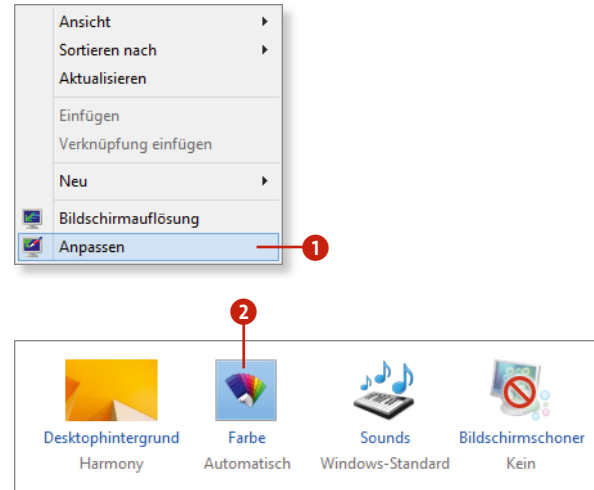 Ansicht
Sortieren nach
Aktualisieren
Einfügen
Verknüpfung einfügen
Neu
Bildschirmauflösung
Anpassen
1
2
Desktophintergrund Farbe Sounds Bildschirmschoner
Harmony Automatisch Windows-Standard Kein